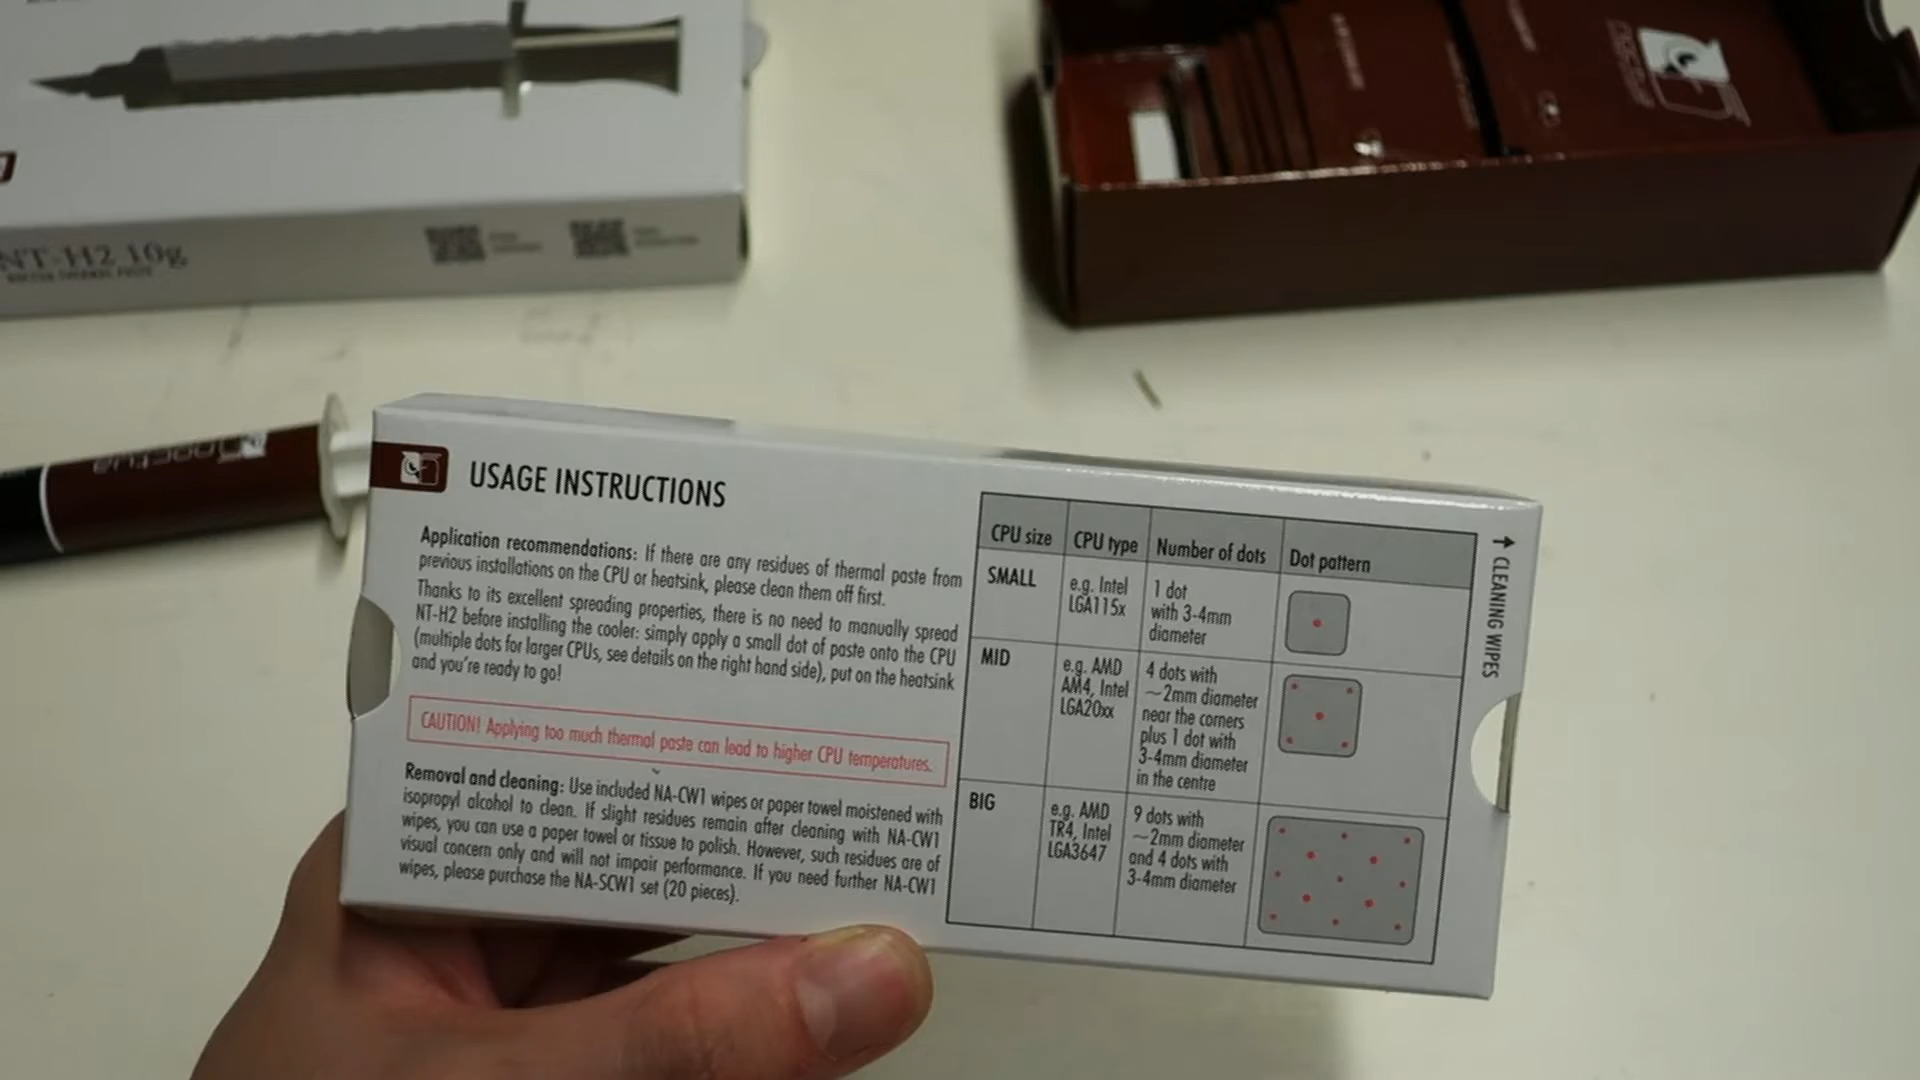 NT-H2 10g
noctua
USAGE INSTRUCTIONS
Application recommendations: If there are any residues of thermal paste from
previous installations on the CPU or heatsink, please clean them off first.
Thanks to its excellent spreading properties, there is no need to manually spread
NT-H2 before installing the cooler: simply apply a small dot of paste onto the CPU
(multiple dots for larger CPUs, see details on the right hand side), put on the heatsink
and you're ready to go!
CAUTION! Applying too much thermal paste can lead to higher CPU temperatures.
Removal and cleaning: Use included NA-CW1 wipes or paper towel moistened with
isopropyl alcohol to clean. If slight residues remain after cleaning with NA-CW1
wipes, you can use a paper towel or tissue to polish. However, such residues are of
visual concern only and will not impair performance. If you need further NA-CW1
wipes, please purchase the NA-SCW1 set (20 pieces).
CPU size CPU type Number of dots Dot pattern
SMALL
e.g. Intel
LGA115x
1 dot
with 3-4mm
diameter
MID
e.g. AMD
AM4, Intel
LGA20xx
4 dots with
~2mm diameter
near the corners
plus 1 dot with
3-4mm diameter
in the centre
BIG
e.g. AMD
TR4, Intel
LGA3647
9 dots with
~2mm diameter
and 4 dots with
3-4mm diameter
CLEANING WIPES